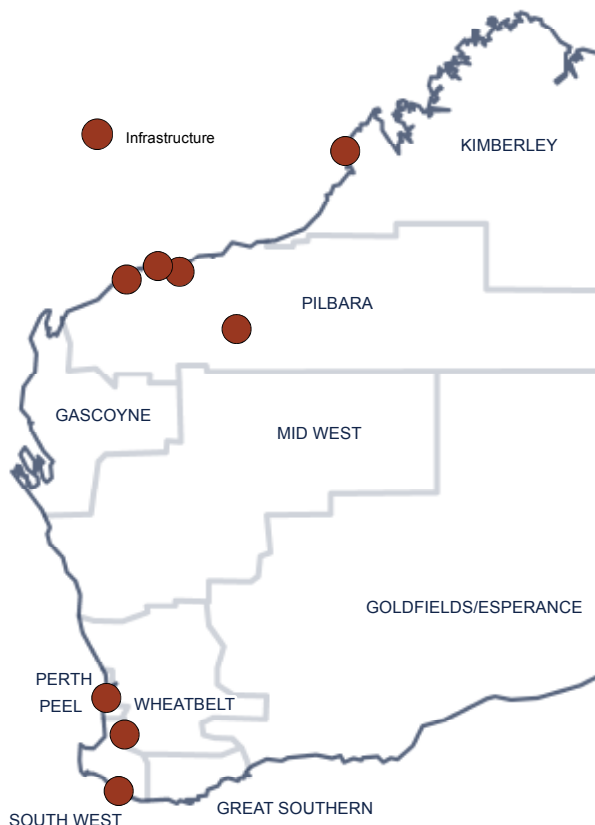 Infrastructure
KIMBERLEY
PILBARA
GASCOYNE
MID WEST
GOLDFIELDS/ESPERANCE
PERTH
PEEL
WHEATBELT
GREAT SOUTHERN
SOUTH WEST